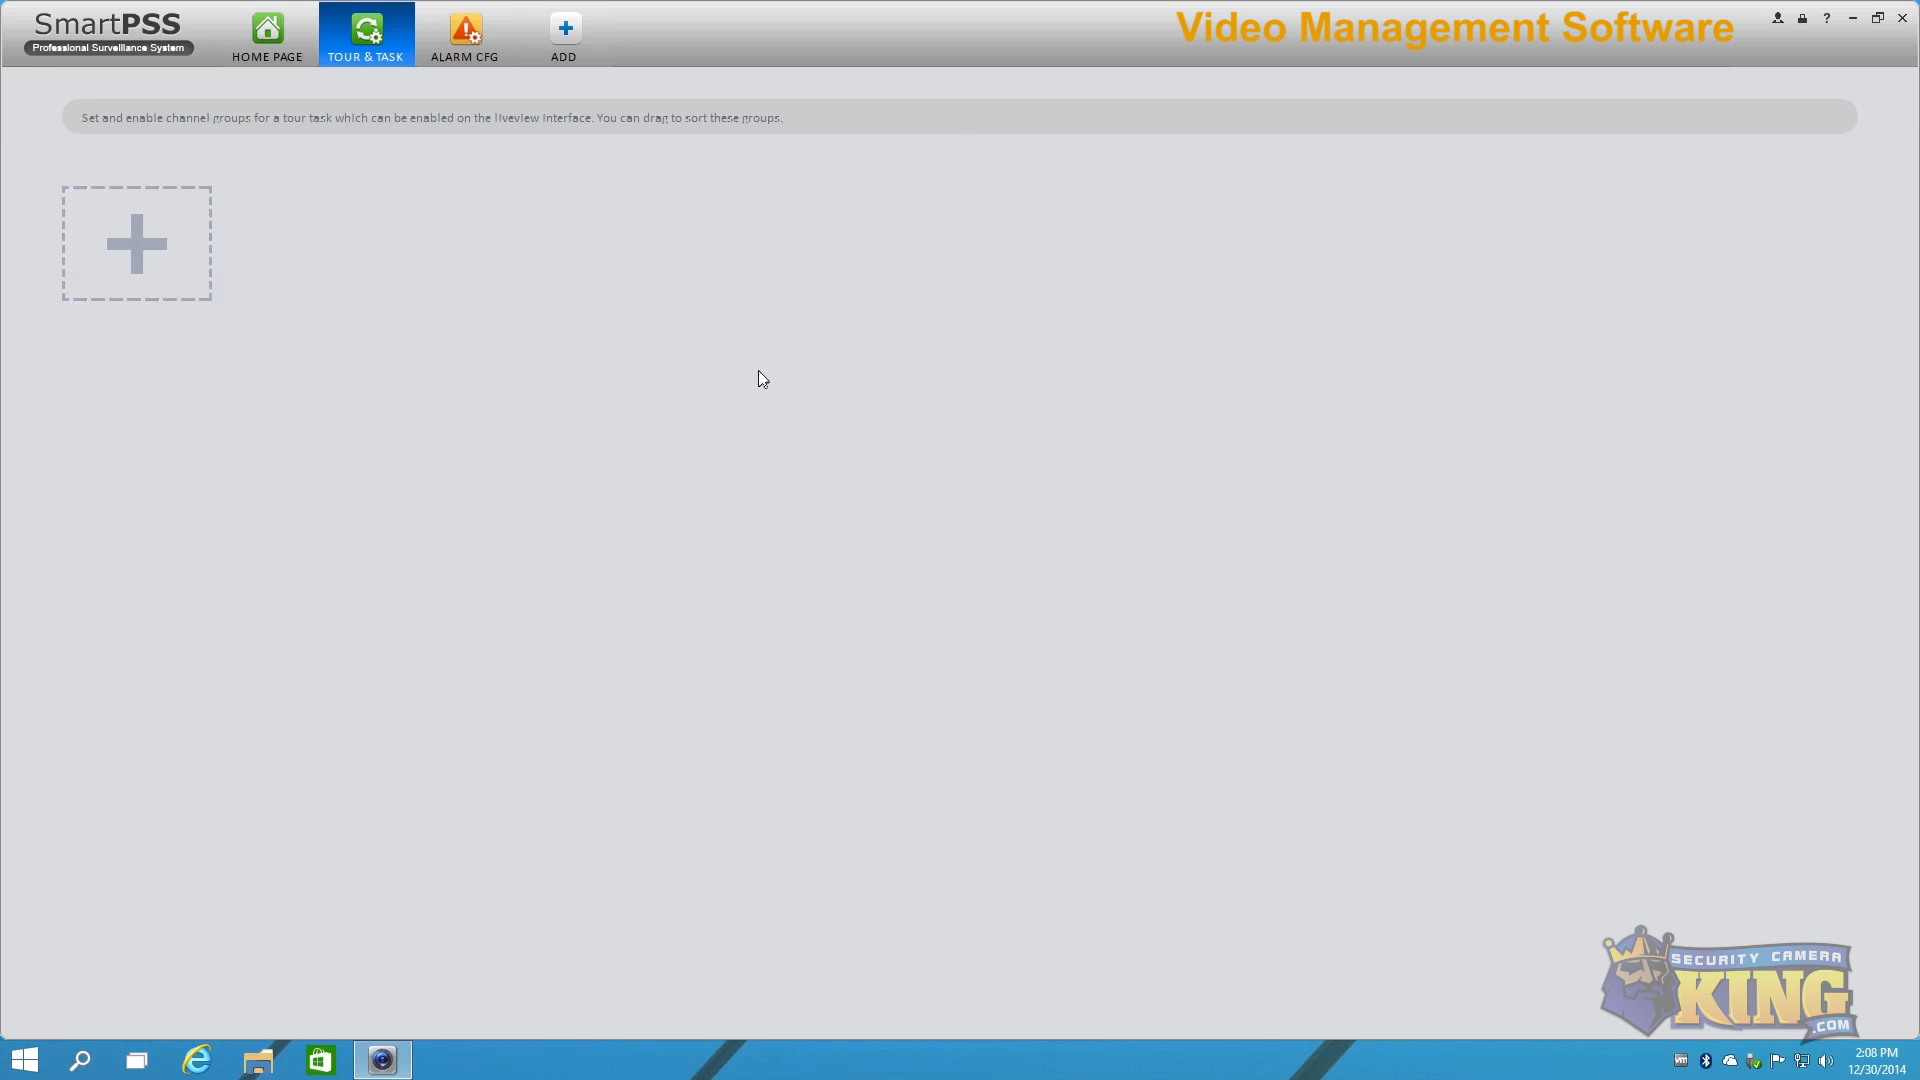 SmartPSS
Professional Surveillance System
HOME PAGE
TOUR & TASK
ALARM CFG
ADD
Video Management Software
?
Set and enable channel groups for a tour task which can be enabled on the liveview interface. You can drag to sort these groups.
SECURITY CAMERA
KING
.COM
vm
2:08 PM
12/30/2014